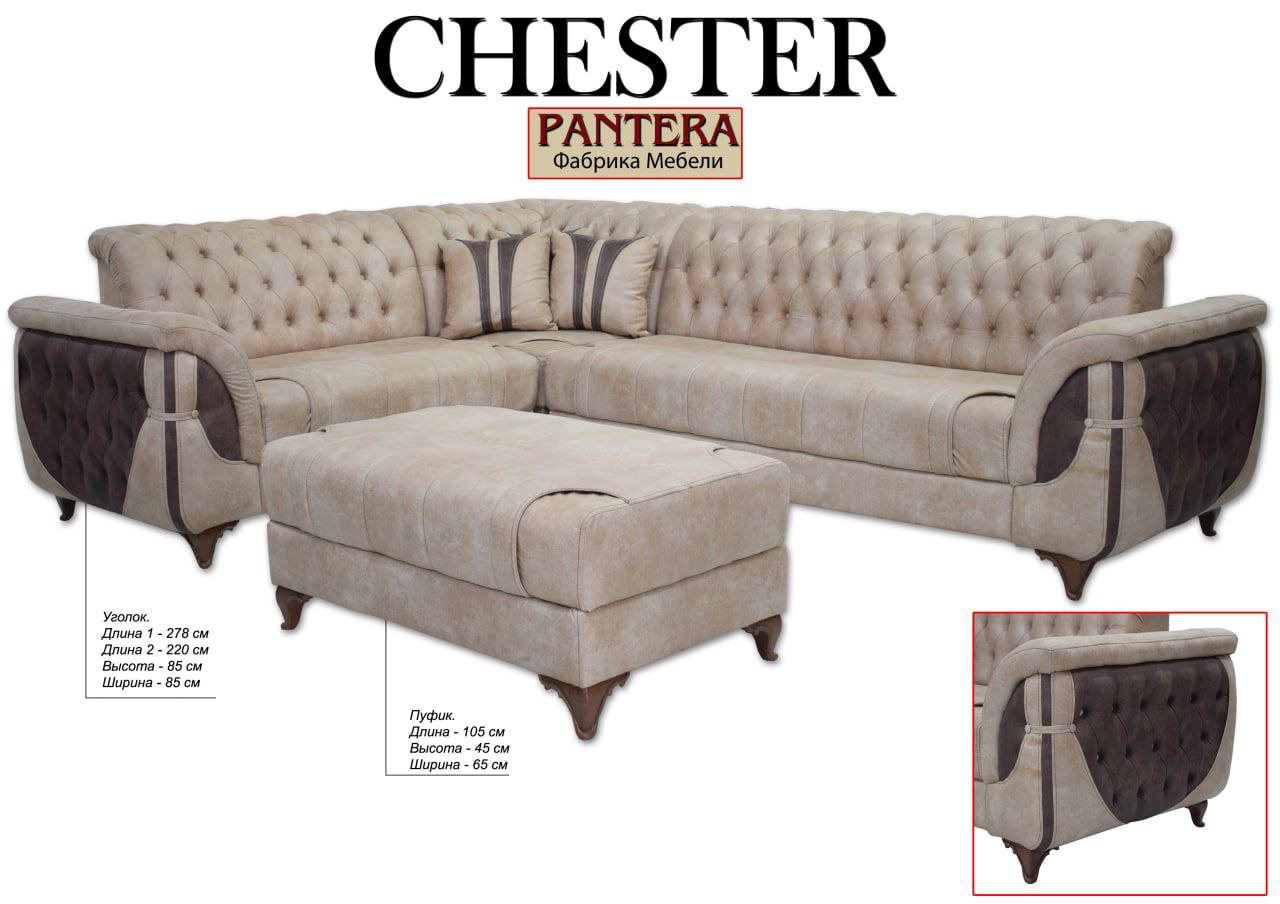 CHESTER
PANTERA
Фабрика Мебели
Уголок.
Длина 1 - 278 см
Длина 2 - 220 см
Высота - 85 см
Ширина - 85 см
Пуфик.
Длина - 105 см
Высота - 45 см
Ширина - 65 см